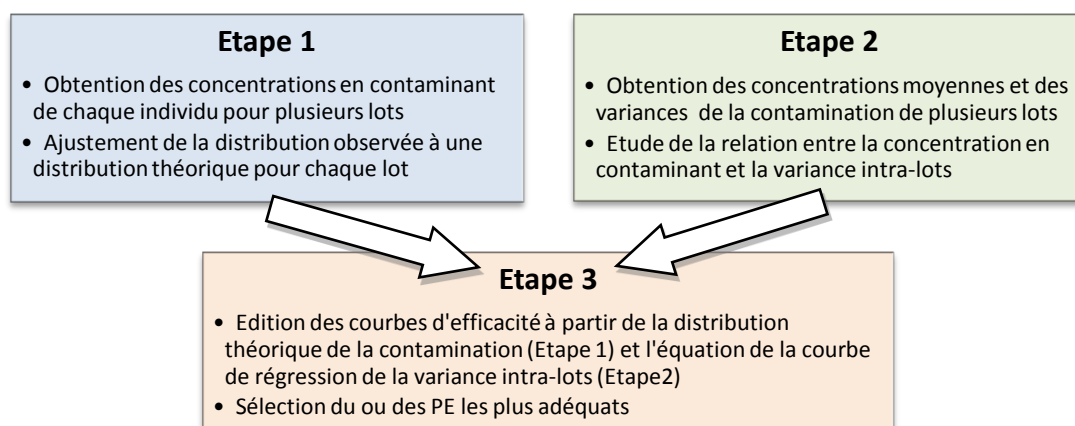 Etape 1
• Obtention des concentrations en contaminant
de chaque individu pour plusieurs lots
• Ajustement de la distribution observée à une
distribution théorique pour chaque lot
Etape 2
• Obtention des concentrations moyennes et des
variances de la contamination de plusieurs lots
• Etude de la relation entre la concentration en
contaminant et la variance intra-lots
Etape 3
• Edition des courbes d'efficacité à partir de la distribution
théorique de la contamination (Etape 1) et l'équation de la courbe
de régression de la variance intra-lots (Etape2)
• Sélection du ou des PE les plus adéquats